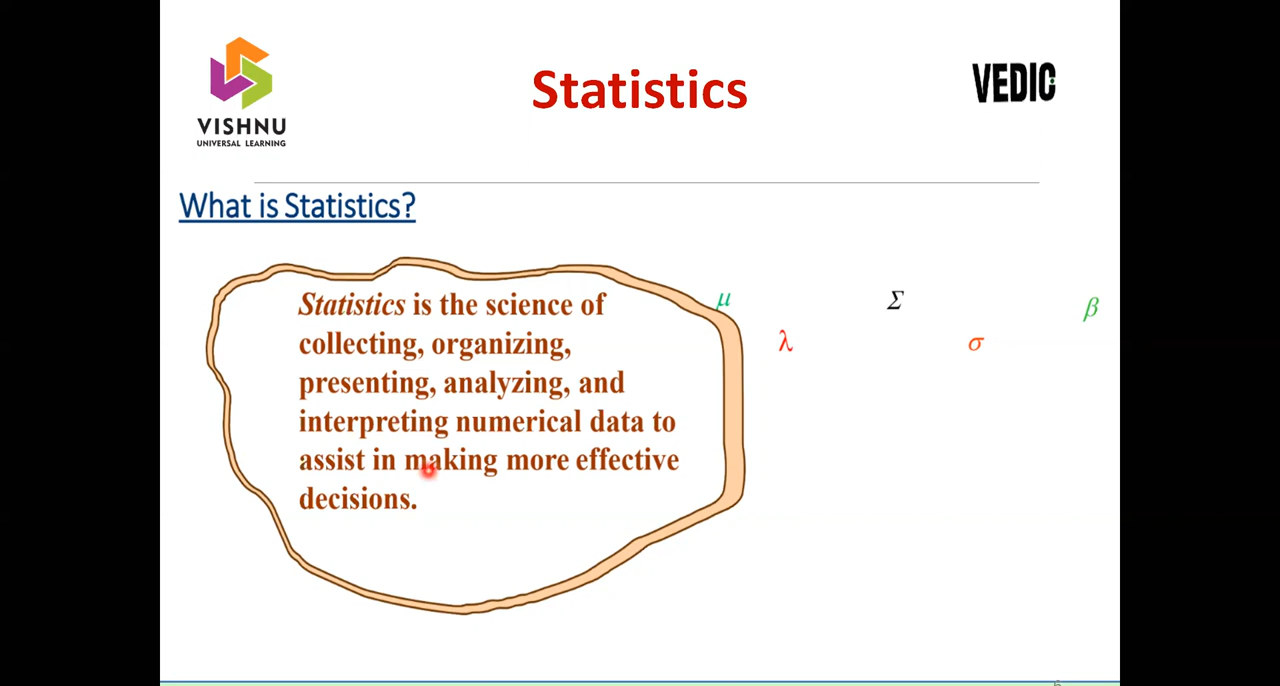 Statistics
VISHNU
UNIVERSAL LEARNING
VEDIC
What is Statistics?
Statistics is the science of
collecting, organizing,
presenting, analyzing, and
interpreting numerical data to
assist in making more effective
decisions.
μ
Σ
β
λ
σ